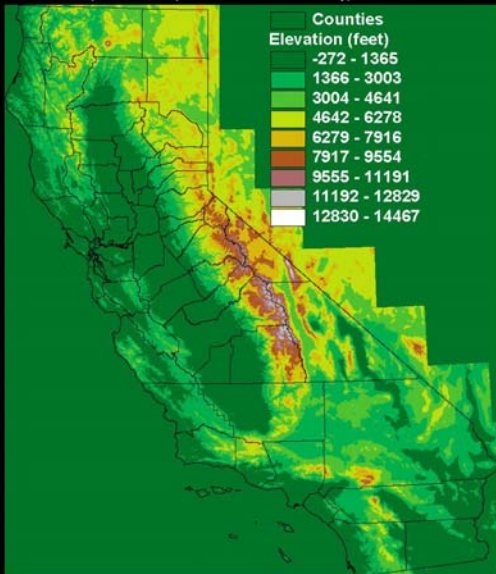 Counties
Elevation (feet)
-272 - 1365
1366 - 3003
3004 - 4641
4642 - 6278
6279 - 7916
7917 - 9554
9555 - 11191
11192 - 12829
12830 - 14467